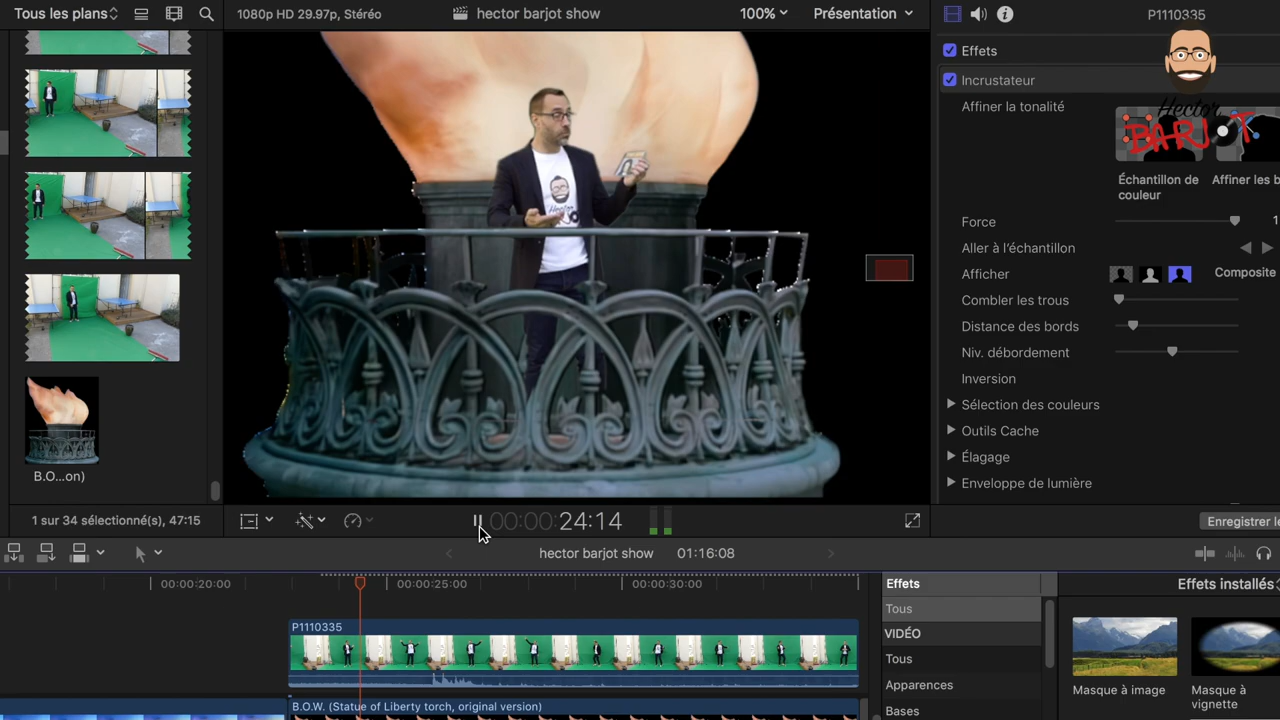 Tous les plans
1080p HD 29.97p, Stéréo
hector barjot show
100%
Présentation
P1110335
Effets
Incrustateur
Affiner la tonalité
Hector
BARJOT
Échantillon de couleur
Affiner les b
Force
1
Aller à l'échantillon
Afficher
Composite
Combler les trous
Distance des bords
Niv. débordement
Inversion
Sélection des couleurs
Outils Cache
Élagage
Enveloppe de lumière
Hector
B.O...on)
1 sur 34 sélectionné(s), 47:15
00:00:24:14
Enregistrer le
hector barjot show
01:16:08
00:00:20:00
00:00:25:00
00:00:30:00
Effets
Effets installés
Tous
P1110335
VIDÉO
Tous
Apparences
Masque à image
Masque à vignette
B.O.W. (Statue of Liberty torch, original version)
Bases